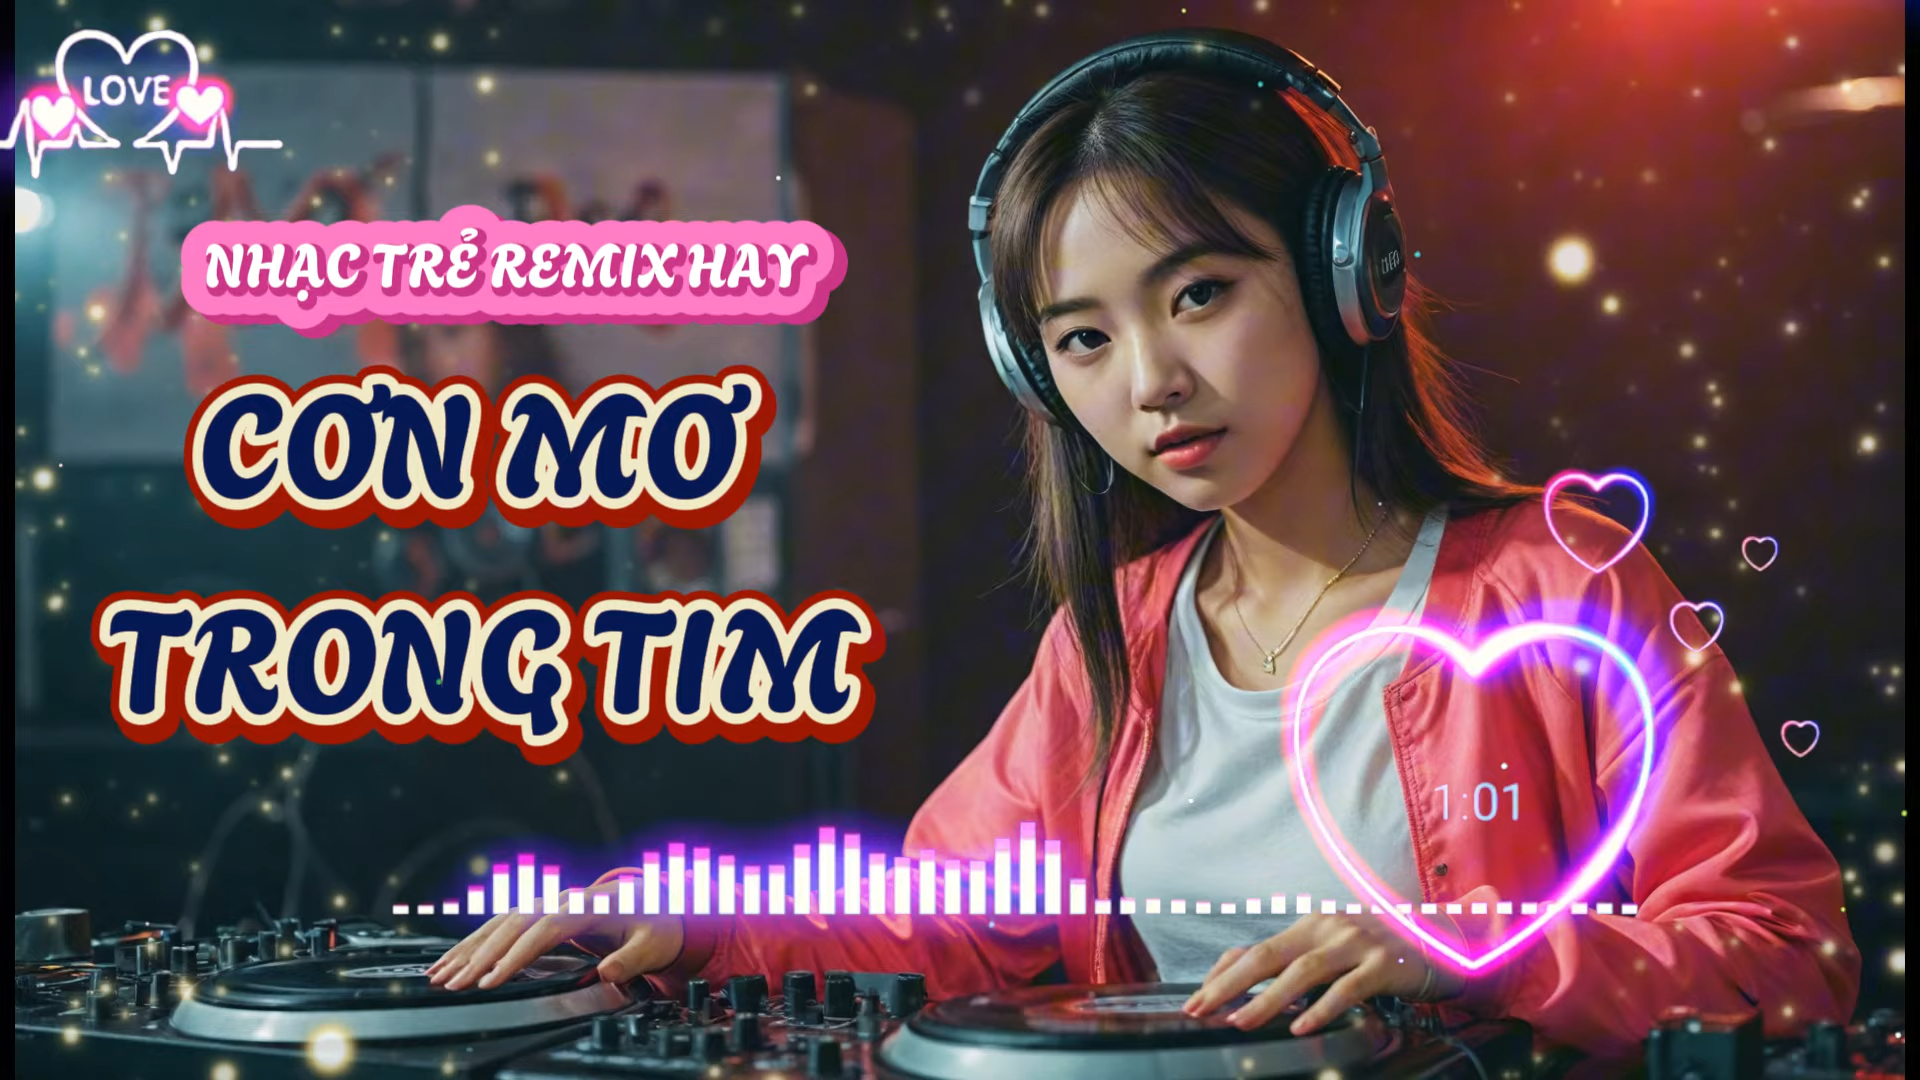 LOVE
NHẠC TRẺ REMIX HAY
CƠN MƠ
TRONG TIM
1:01